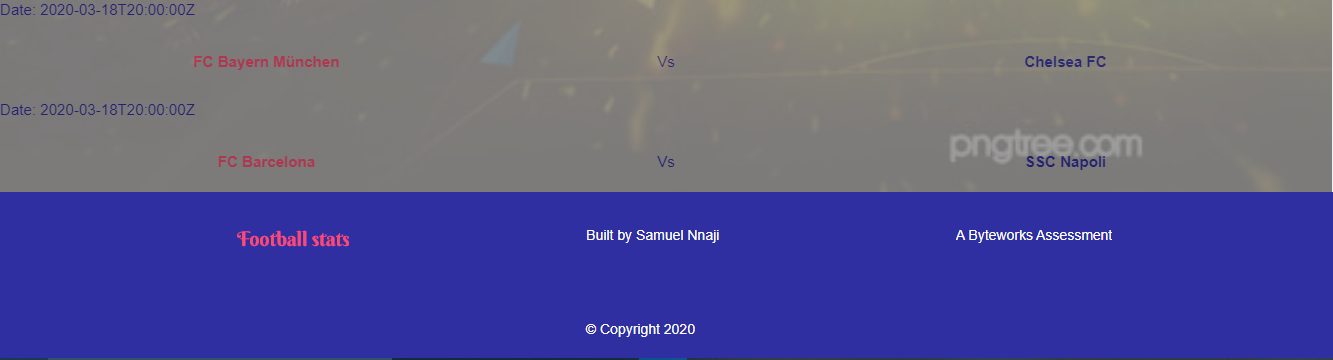 Date: 2020-03-18T20:00:00Z
FC Bayern München Vs Chelsea FC
Date: 2020-03-18T20:00:00Z
pngtree.com
FC Barcelona Vs SSC Napoli
Football stats Built by Samuel Nnaji A Byteworks Assessment
© Copyright 2020